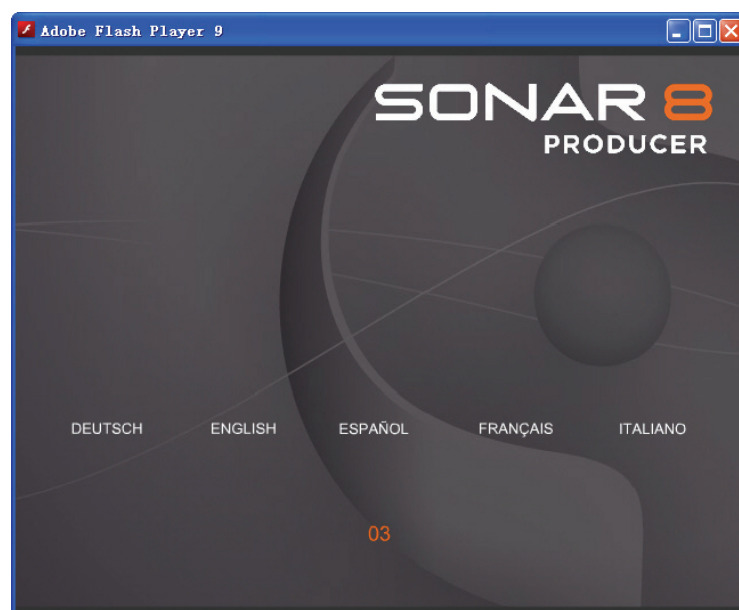 Adobe Flash Player 9
SONAR 8
PRODUCER
DEUTSCH ENGLISH ESPAÑOL FRANÇAIS ITALIANO
03